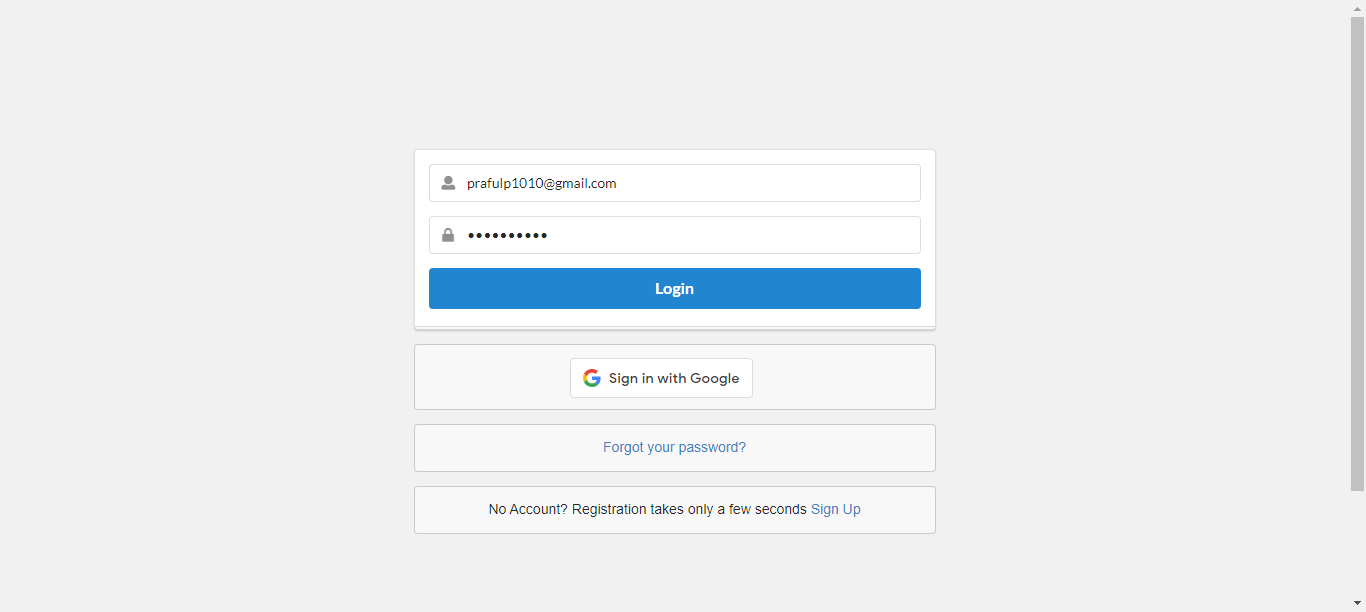 prafulp1010@gmail.com
••••••••••
Login
Sign in with Google
Forgot your password?
No Account? Registration takes only a few seconds Sign Up